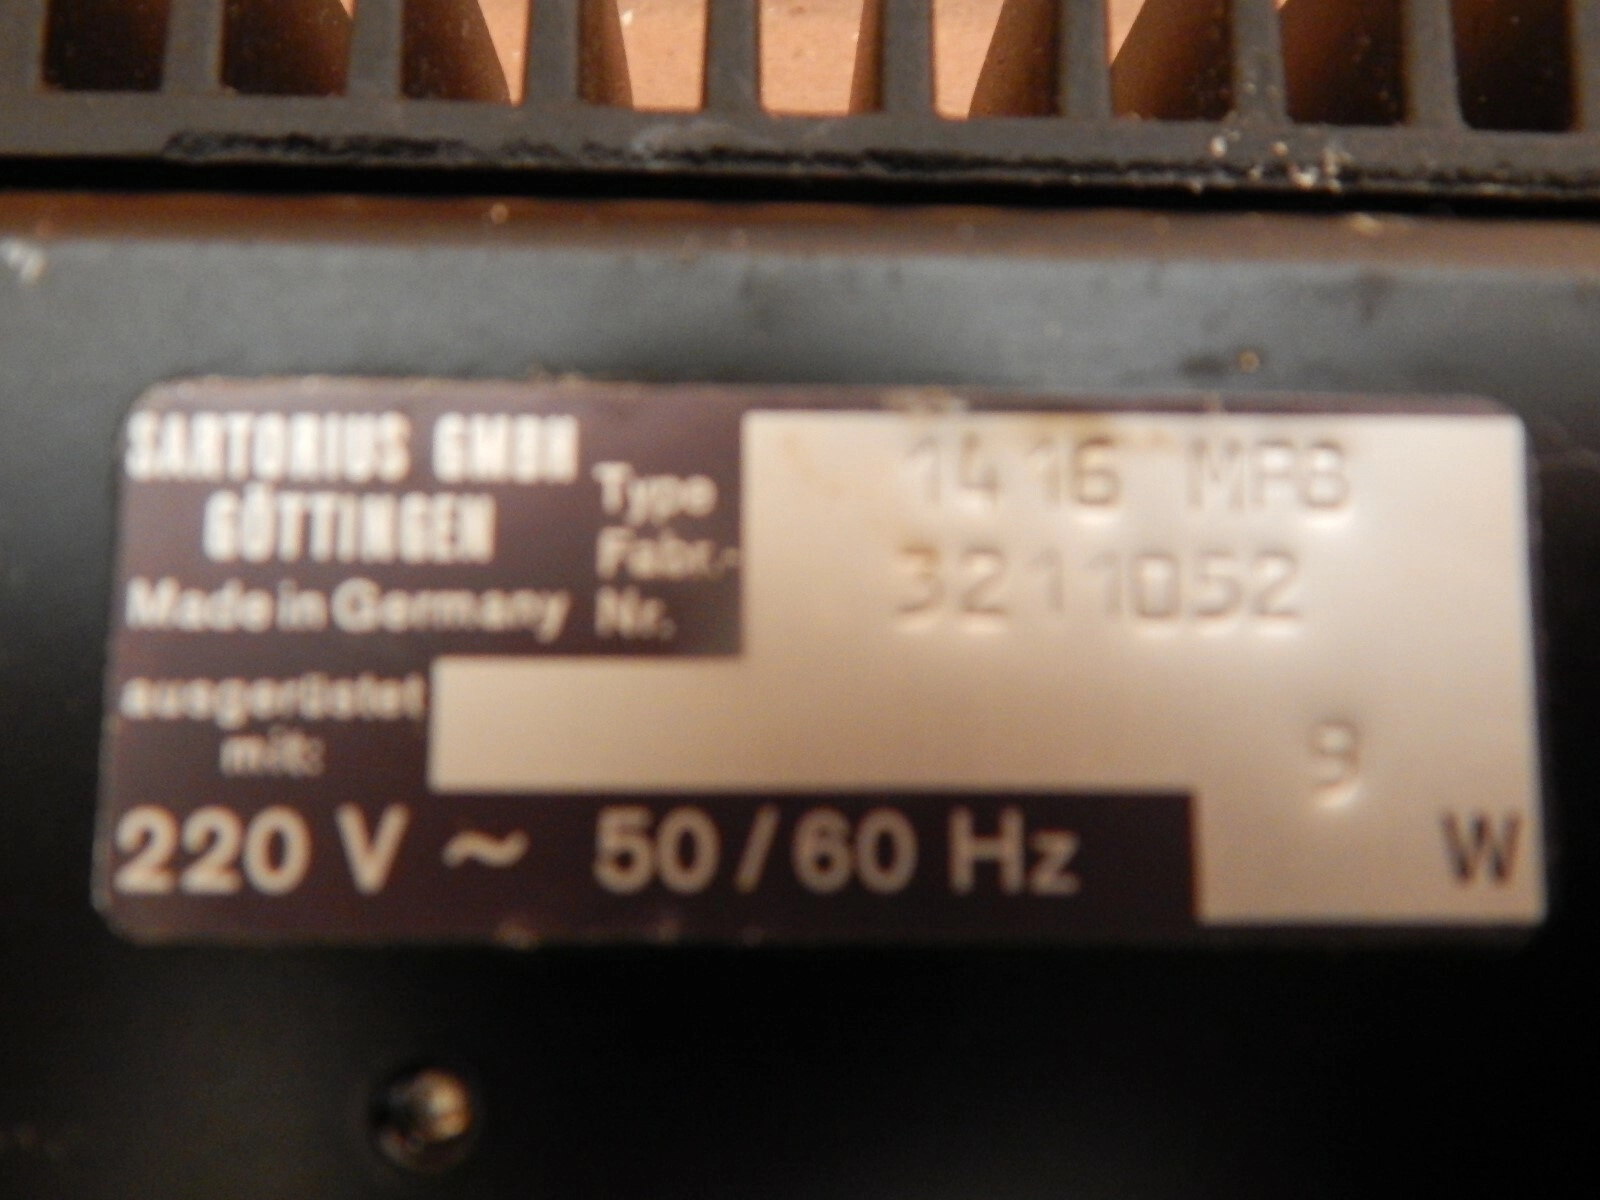 SARTORIUS GMBH
GÖTTINGEN
Made in Germany
Type 1416 MP8
Fabr.-
Nr. 3211052
ausgerüstet
mit:
9
220 V ~ 50/60 Hz W